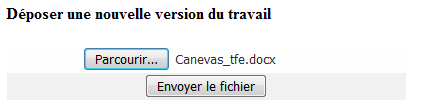 Déposer une nouvelle version du travail
Parcourir... Canevas_tfe.docx
Envoyer le fichier